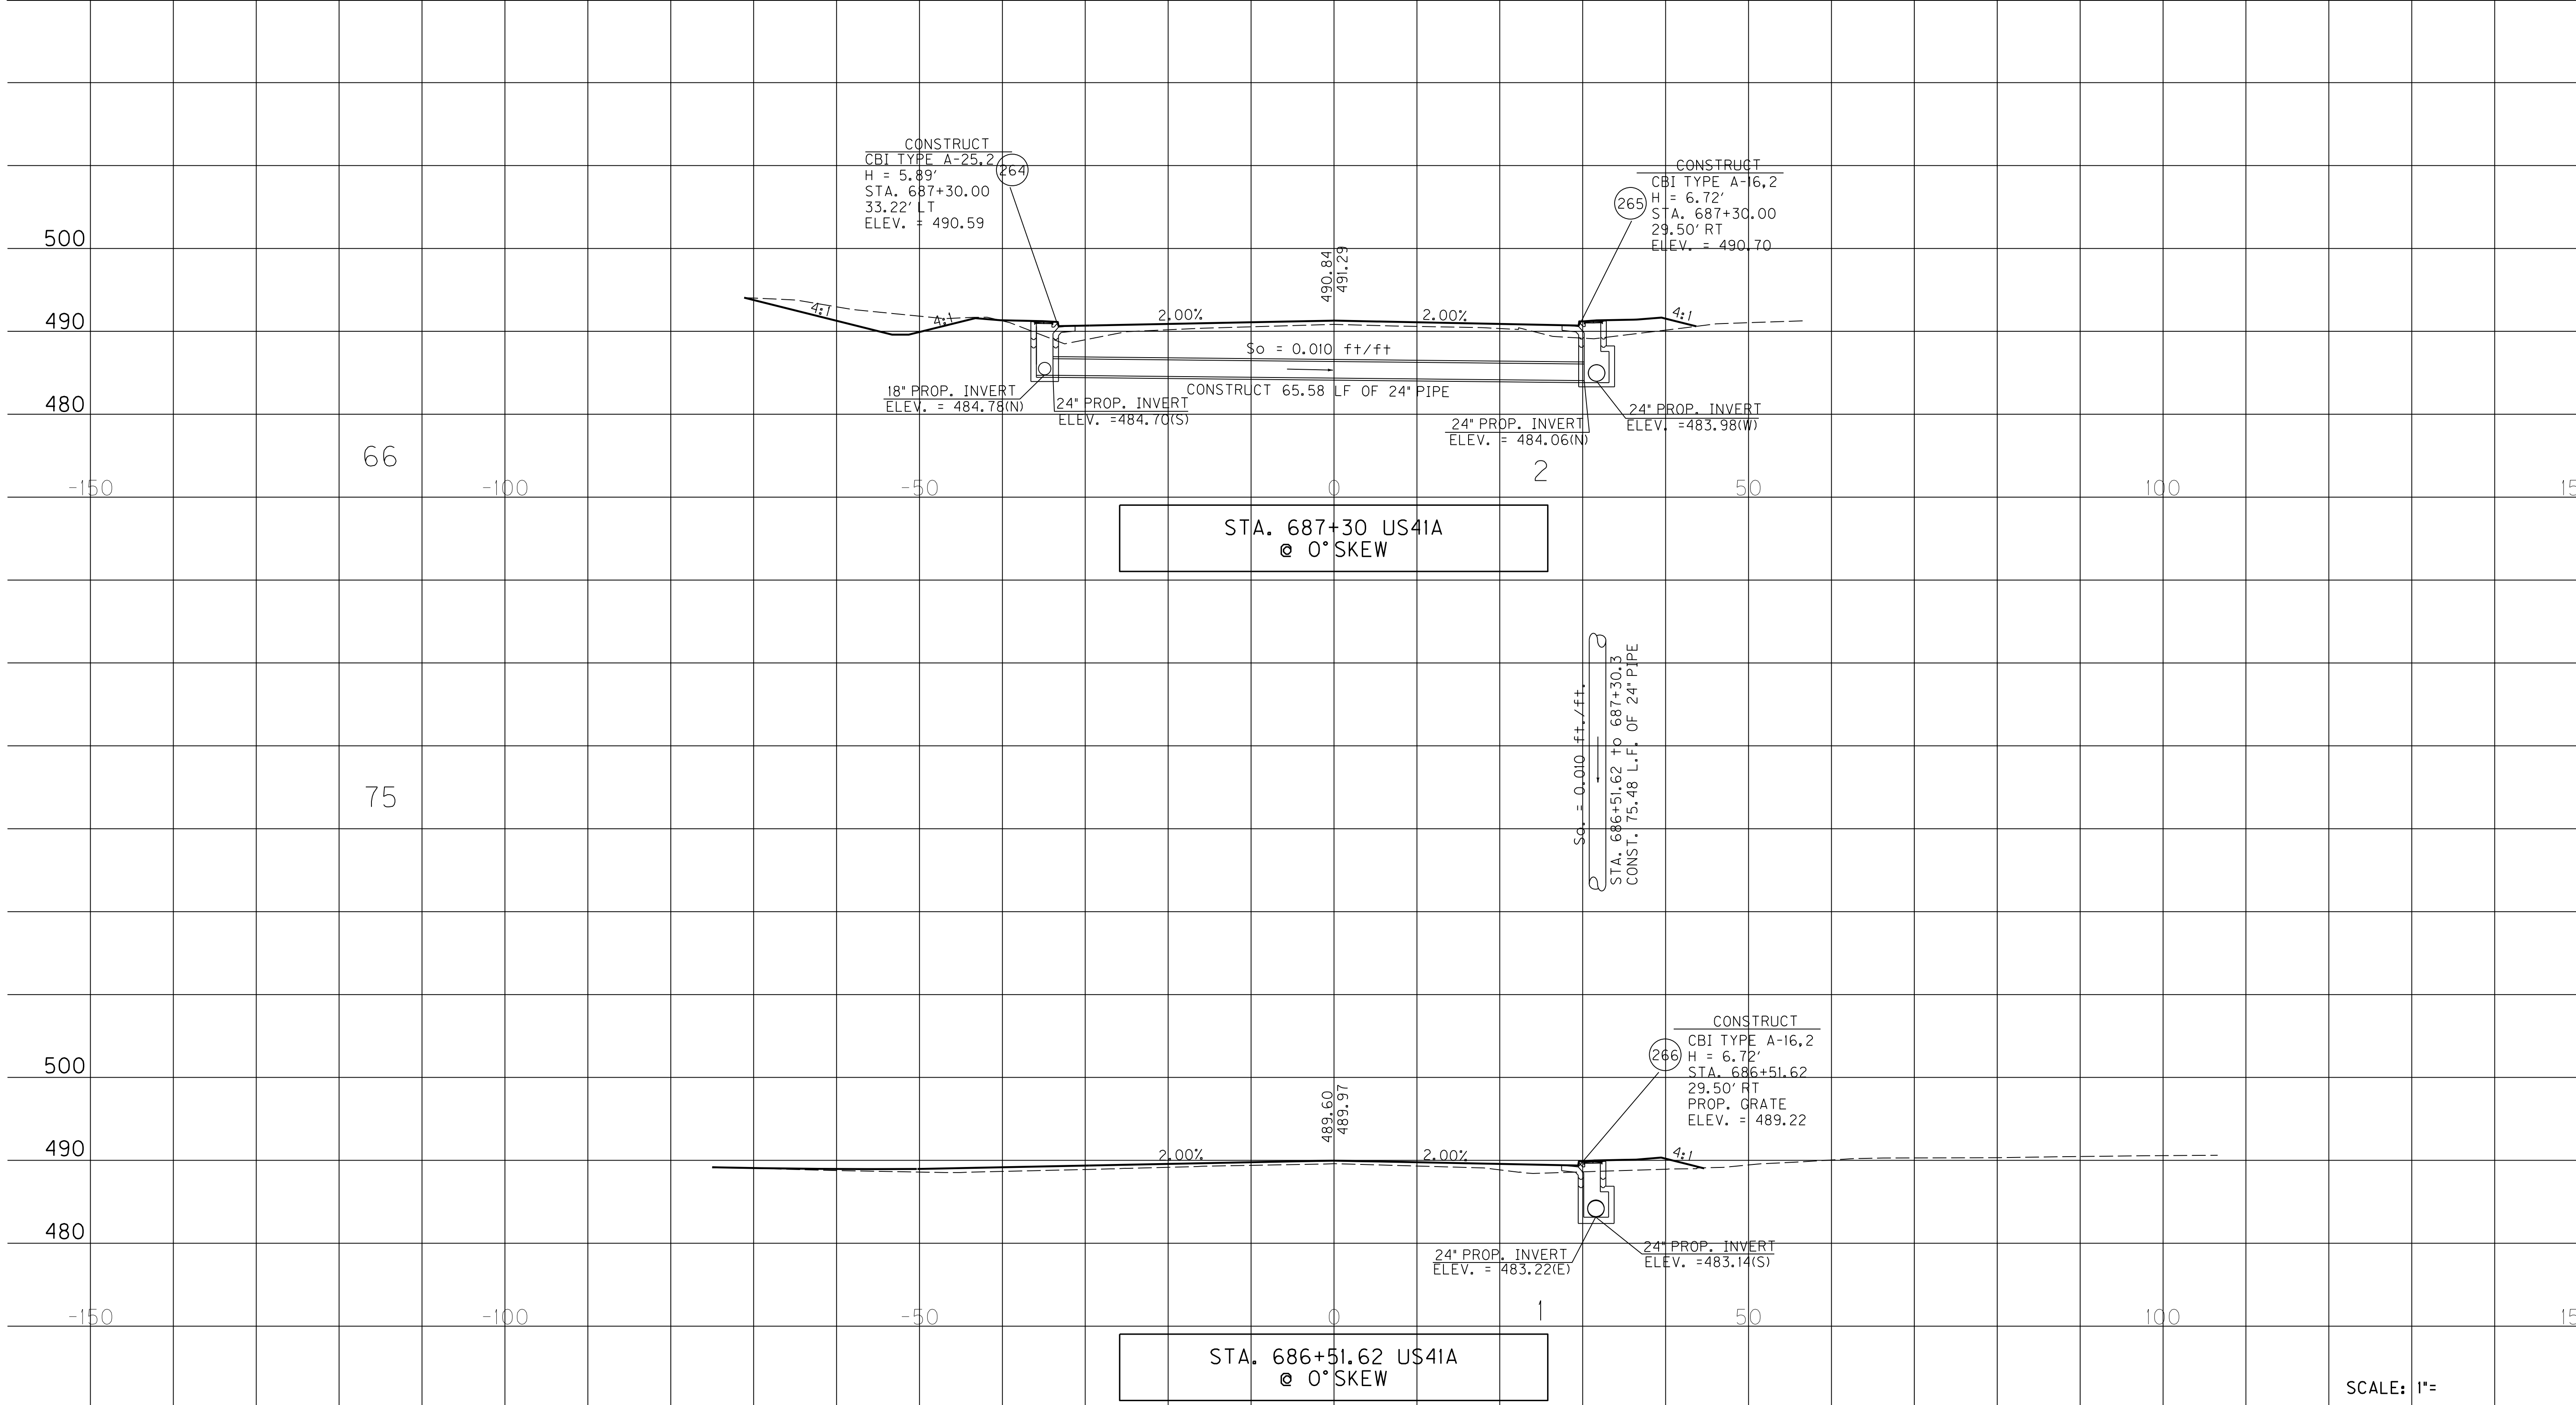 CONSTRUCT
CBI TYPE A-25.2
H = 5.89'
STA. 687+30.00
33.22' LT
ELEV. = 490.59
264
CONSTRUCT
CBI TYPE A-16,2
H = 6.72'
STA. 687+30.00
29.50' RT
ELEV. = 490.70
265
500
490
480
490.84
491.29
4:1
4:1
2.00%
2.00%
4:1
So = 0.010 ft/ft
CONSTRUCT 65.58 LF OF 24" PIPE
18" PROP. INVERT
ELEV. = 484.78(N)
24" PROP. INVERT
ELEV. =484.70(S)
24" PROP. INVERT
ELEV. = 484.06(N)
24" PROP. INVERT
ELEV. =483.98(W)
66
2
-150
-100
-50
0
50
100
15
STA. 687+30 US41A
@ 0° SKEW
So. = 0.010 ft./ft.
STA. 686+51.62 to 687+30.3
CONST. 75.48 L.F. OF 24" PIPE
75
CONSTRUCT
CBI TYPE A-16,2
H = 6.72'
STA. 686+51.62
29.50' RT
PROP. GRATE
ELEV. = 489.22
266
500
490
480
489.60
489.97
2.00%
2.00%
4:1
24" PROP. INVERT
ELEV. = 483.22(E)
24" PROP. INVERT
ELEV. =483.14(S)
1
-150
-100
-50
0
50
100
15
STA. 686+51.62 US41A
@ 0° SKEW
SCALE: 1"=